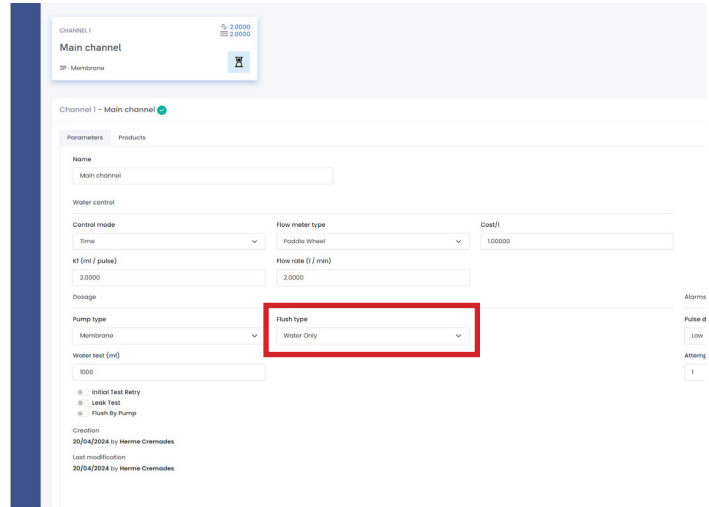 CHANNEL 1
2.0000
2.0000
Main channel
3P · Membrane
Channel 1 - Main channel
Parameters Products
Name
Main channel
Water control
Control mode Flow meter type Cost/l
Time Paddle Wheel 1.00000
Kf (ml / pulse) Flow rate (l / min)
2.0000 2.0000
Dosage Alarms
Pump type Flush type Pulse d
Membrane Water Only Low
Water test (ml) Attemp
1000 1
Initial Test Retry
Leak Test
Flush By Pump
Creation
20/04/2024 by Herme Cremades
Last modification
20/04/2024 by Herme Cremades